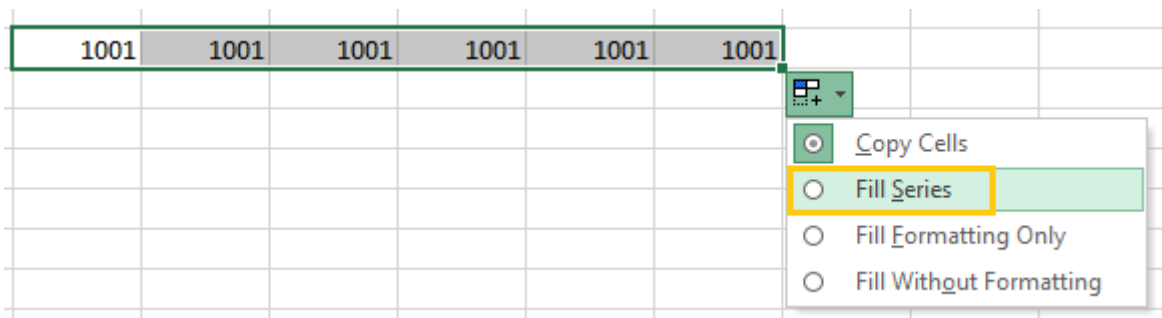 1001 1001 1001 1001 1001 1001
Copy Cells
Fill Series
Fill Formatting Only
Fill Without Formatting